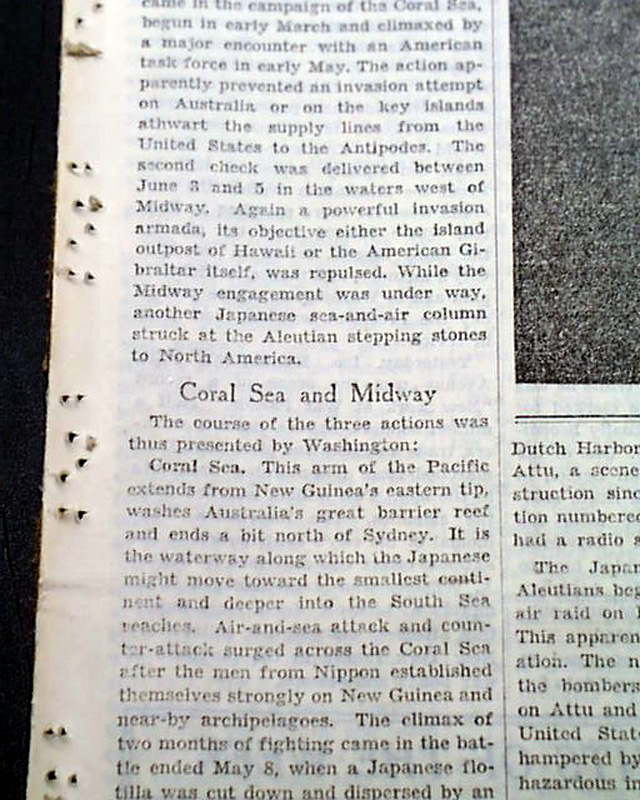 came in the campaign of the Coral Sea,
begun in early March and climaxed by
a major encounter with an American
task force in early May. The action ap-
parently prevented an invasion attempt
on Australia or on the key islands
athwart the supply lines from the
United States to the Antipodes. The
second check was delivered between
June 3 and 5 in the waters west of
Midway. Again a powerful invasion
armada, its objective either the island
outpost of Hawaii or the American Gi-
braltar itself, was repulsed. While the
Midway engagement was under way,
another Japanese sea-and-air column
struck at the Aleutian stepping stones
to North America.
Coral Sea and Midway
The course of the three actions was
thus presented by Washington:
Coral Sea. This arm of the Pacific
extends from New Guinea's eastern tip,
washes Australia's great barrier reef
and ends a bit north of Sydney. It is
the waterway along which the Japanese
might move toward the smallest conti-
nent and deeper into the South Sea
reaches. Air-and-sea attack and coun-
ter-attack surged across the Coral Sea
after the men from Nippon established
themselves strongly on New Guinea and
near-by archipelagoes. The climax of
two months of fighting came in the bat-
tle ended May 8, when a Japanese flo-
tilla was cut down and dispersed by an
Dutch Harbor
Attu, a scene
struction sinc
tion numbered
had a radio s
The Japan
Aleutians beg
air raid on
This apparen
ation. The n
the bombers
on Attu and
United Stat
hampered by
hazardous in